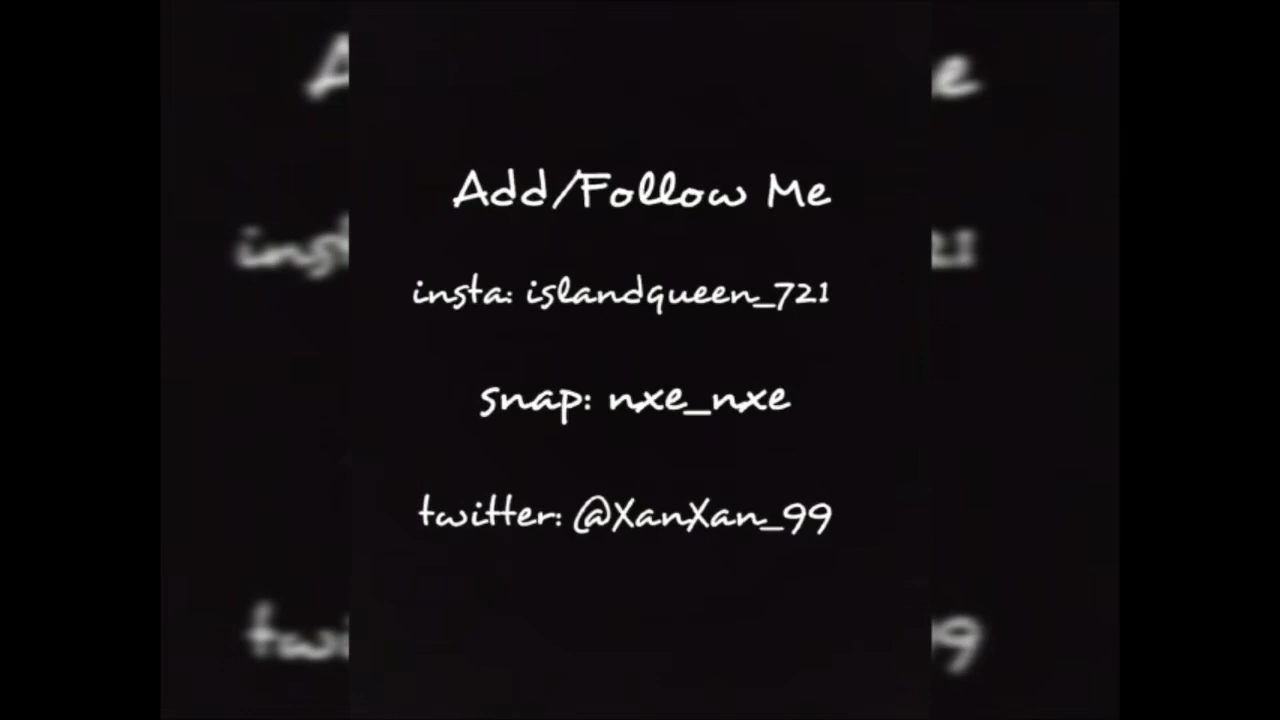 Add/Follow Me
insta: islandqueen_721
snap: nxe_nxe
twitter: @XanXan_99